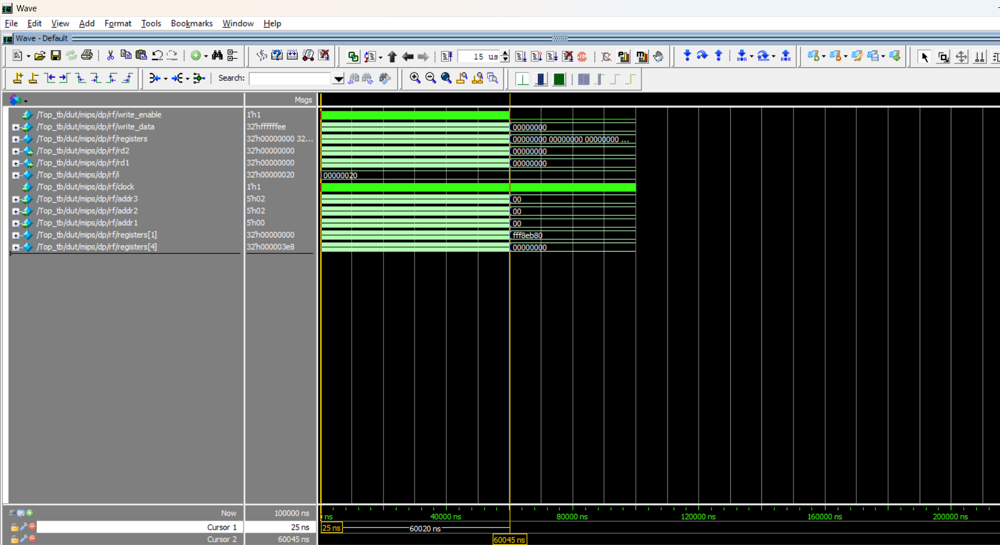 Wave
File Edit View Add Format Tools Bookmarks Window Help
Wave - Default
15 us
Search:
Msgs
/Top_tb/dut/mips/dp/rf/write_enable 1'h1
/Top_tb/dut/mips/dp/rf/write_data 32'hffffffee 00000000
/Top_tb/dut/mips/dp/rf/registers 32'h00000000 32... 00000000 00000000 00000000 ...
/Top_tb/dut/mips/dp/rf/rd2 32'h00000000 00000000
/Top_tb/dut/mips/dp/rf/rd1 32'h00000000 00000000
/Top_tb/dut/mips/dp/rf/i 32'h00000020 00000020
/Top_tb/dut/mips/dp/rf/clock 1'h1
/Top_tb/dut/mips/dp/rf/addr3 5'h02 00
/Top_tb/dut/mips/dp/rf/addr2 5'h02 00
/Top_tb/dut/mips/dp/rf/addr1 5'h00 00
/Top_tb/dut/mips/dp/rf/registers[1] 32'h00000000 fff8eb80
/Top_tb/dut/mips/dp/rf/registers[4] 32'h000003e8 00000000
Now 100000 ns ns 40000 ns 80000 ns 120000 ns 160000 ns 200000 ns
Cursor 1 25 ns 25 ns 60020 ns
Cursor 2 60045 ns 60045 ns